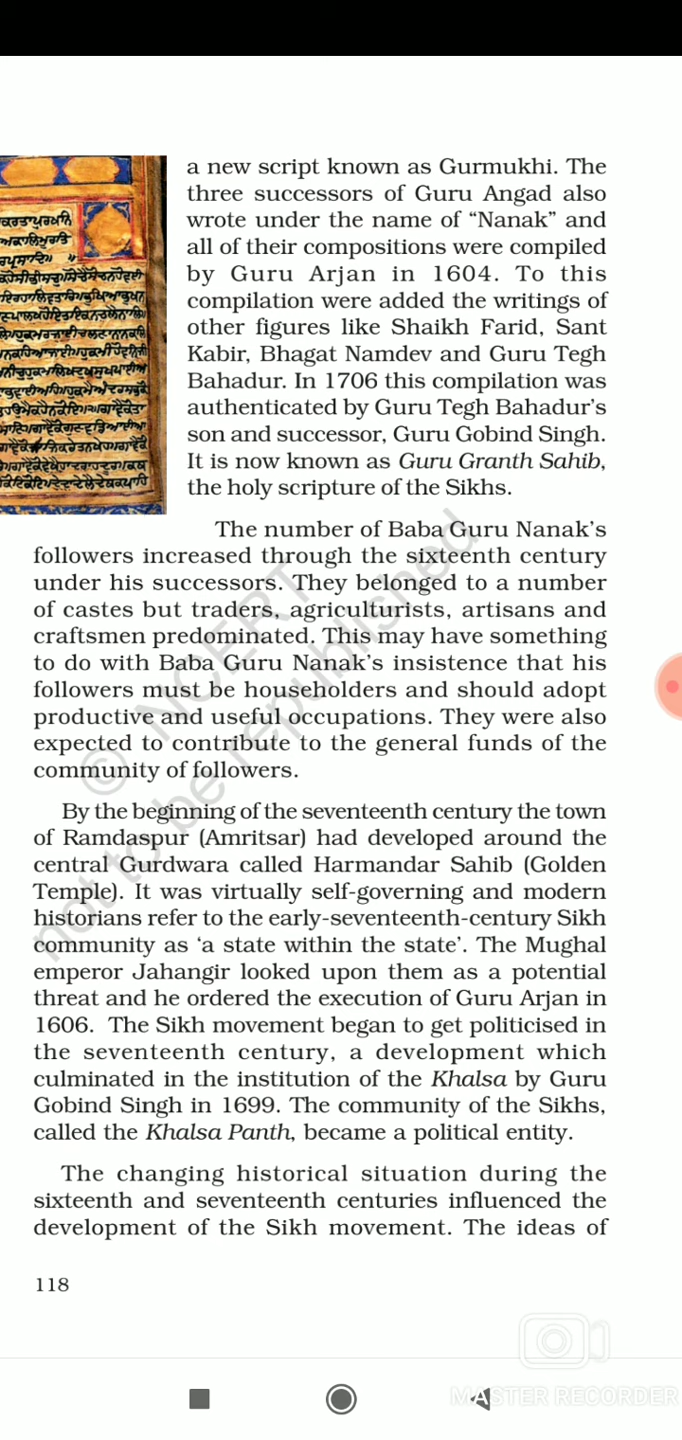 a new script known as Gurmukhi. The
three successors of Guru Angad also
wrote under the name of “Nanak” and
all of their compositions were compiled
by Guru Arjan in 1604. To this
compilation were added the writings of
other figures like Shaikh Farid, Sant
Kabir, Bhagat Namdev and Guru Tegh
Bahadur. In 1706 this compilation was
authenticated by Guru Tegh Bahadur’s
son and successor, Guru Gobind Singh.
It is now known as Guru Granth Sahib,
the holy scripture of the Sikhs.
The number of Baba Guru Nanak’s
followers increased through the sixteenth century
under his successors. They belonged to a number
of castes but traders, agriculturists, artisans and
craftsmen predominated. This may have something
to do with Baba Guru Nanak’s insistence that his
followers must be householders and should adopt
productive and useful occupations. They were also
expected to contribute to the general funds of the
community of followers.
By the beginning of the seventeenth century the town
of Ramdaspur (Amritsar) had developed around the
central Gurdwara called Harmandar Sahib (Golden
Temple). It was virtually self-governing and modern
historians refer to the early-seventeenth-century Sikh
community as ‘a state within the state’. The Mughal
emperor Jahangir looked upon them as a potential
threat and he ordered the execution of Guru Arjan in
1606. The Sikh movement began to get politicised in
the seventeenth century, a development which
culminated in the institution of the Khalsa by Guru
Gobind Singh in 1699. The community of the Sikhs,
called the Khalsa Panth, became a political entity.
The changing historical situation during the
sixteenth and seventeenth centuries influenced the
development of the Sikh movement. The ideas of
118
© NCERT
not to be republished
MASTER RECORDER